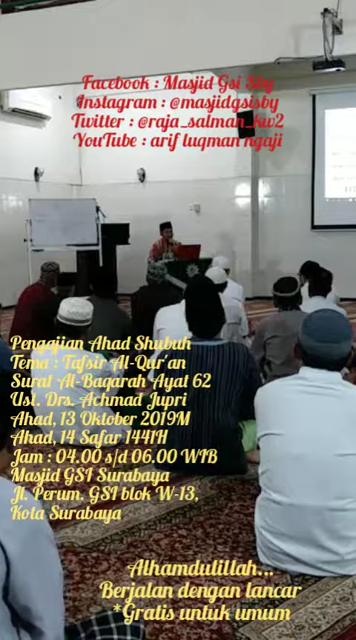 Facebook : Masjid Gsi Sby
Instagram : @masjidgsisby
Twitter : @raja_salman_kw2
YouTube : arif luqman ngaji
Pengajian Ahad Shubuh
Tema : Tafsir Al-Qur'an
Surat Al-Baqarah Ayat 62
Ust. Drs. Achmad Jupri
Ahad, 13 Oktober 2019M
Ahad, 14 Safar 1441H
Jam : 04.00 s/d 06.00 WIB
Masjid GSI Surabaya
Jl. Perum. GSI blok W-13,
Kota Surabaya
Alhamdulillah...
Berjalan dengan lancar
*Gratis untuk umum